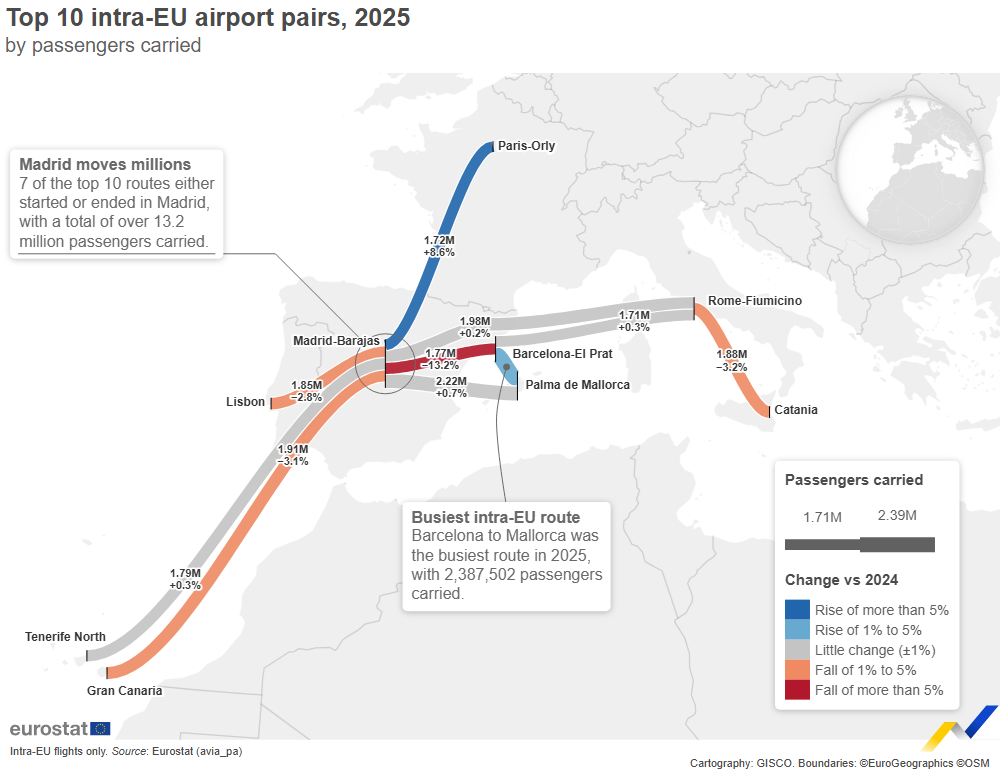 Top 10 intra-EU airport pairs, 2025
by passengers carried
Madrid moves millions
7 of the top 10 routes either
started or ended in Madrid,
with a total of over 13.2
million passengers carried.
Paris-Orly
1.72M
+8.6%
Rome-Fiumicino
1.98M
+0.2%
1.71M
+0.3%
Madrid-Barajas
1.77M
−13.2%
Barcelona-El Prat
1.88M
−3.2%
2.22M
+0.7%
Palma de Mallorca
1.85M
−2.8%
Lisbon
Catania
1.91M
−3.1%
Busiest intra-EU route
Barcelona to Mallorca was
the busiest route in 2025,
with 2,387,502 passengers
carried.
1.79M
+0.3%
Tenerife North
Gran Canaria
Passengers carried
1.71M
2.39M
Change vs 2024
Rise of more than 5%
Rise of 1% to 5%
Little change (±1%)
Fall of 1% to 5%
Fall of more than 5%
eurostat
Intra-EU flights only. Source: Eurostat (avia_pa)
Cartography: GISCO. Boundaries: ©EuroGeographics ©OSM